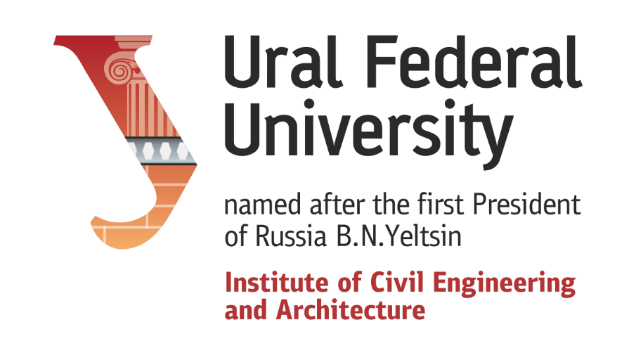 Ural Federal
University
named after the first President
of Russia B.N.Yeltsin
Institute of Civil Engineering
and Architecture